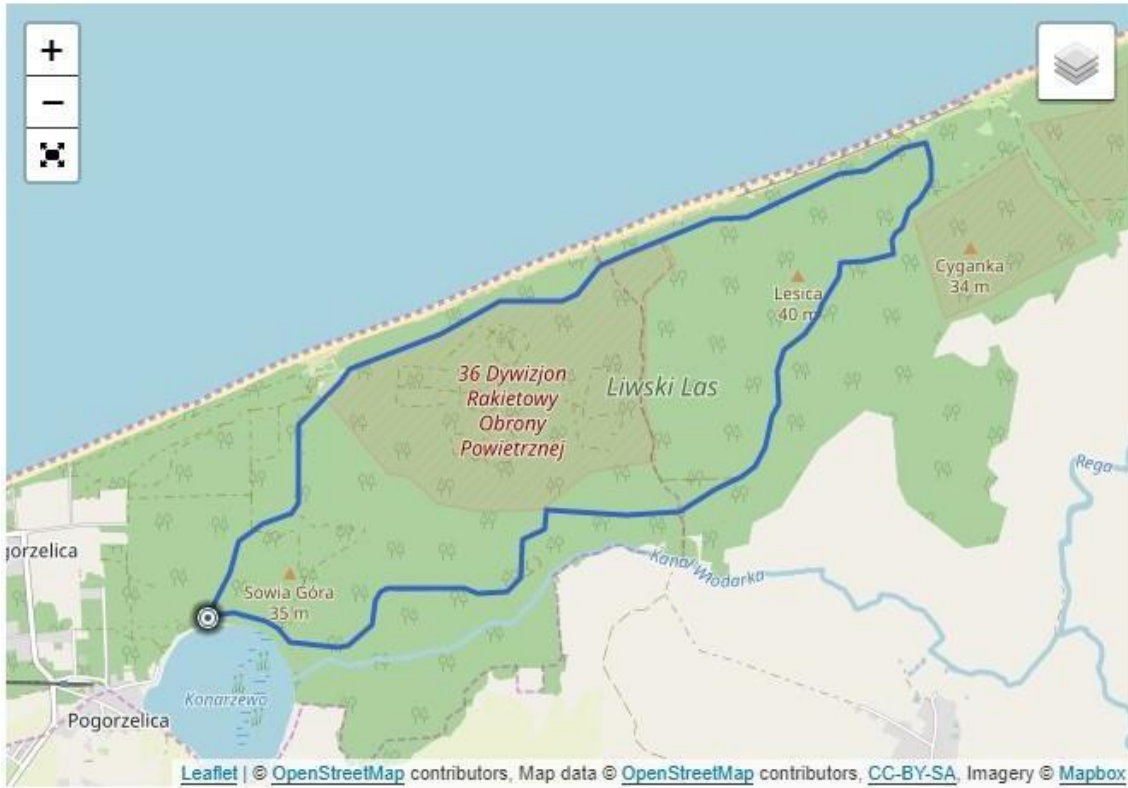 +
−
Cyganka
34 m
Lesica
40 m
36 Dywizjon
Rakietowy
Obrony
Powietrznej
Liwski Las
Rega
gorzelica
Kanał Włodarka
Sowia Góra
35 m
Konarzewo
Pogorzelica
Leaflet | © OpenStreetMap contributors, Map data © OpenStreetMap contributors, CC-BY-SA, Imagery © Mapbox